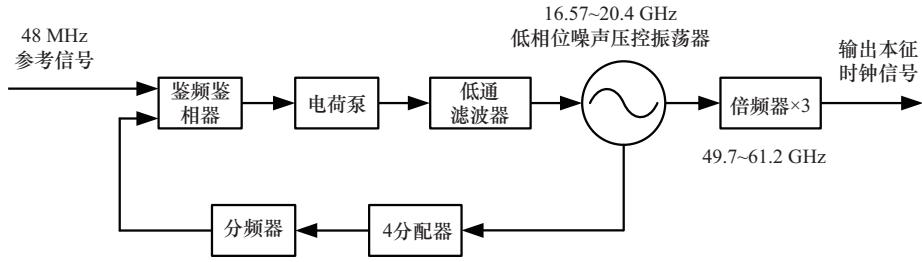 16.57~20.4 GHz
低相位噪声压控振荡器
48 MHz
参考信号
输出本征
时钟信号
鉴频鉴
相器
电荷泵
低通
滤波器
倍频器×3
49.7~61.2 GHz
分频器
4分配器